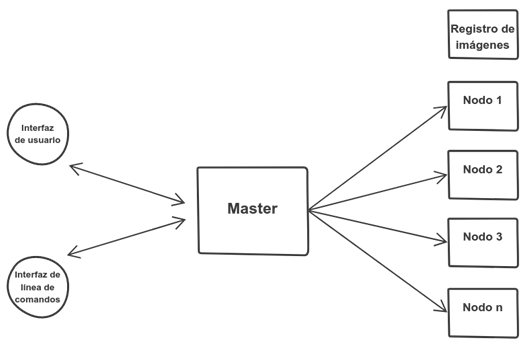 Registro de
imágenes
Interfaz
de usuario
Interfaz de
línea de
comandos
Master
Nodo 1
Nodo 2
Nodo 3
Nodo n